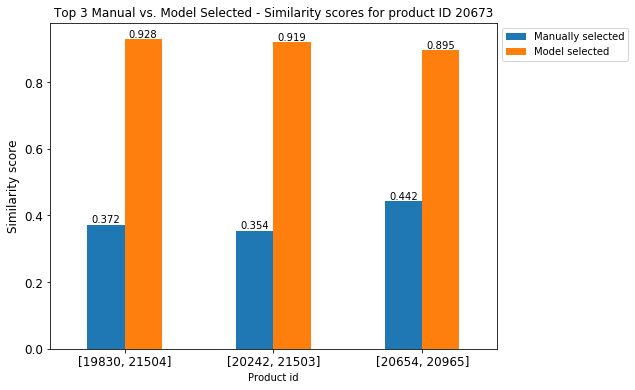 Top 3 Manual vs. Model Selected - Similarity scores for product ID 20673
Manually selected
Model selected
Similarity score
0.8
0.6
0.4
0.2
0.0
0.372
0.928
0.354
0.919
0.442
0.895
[19830, 21504]
[20242, 21503]
[20654, 20965]
Product id